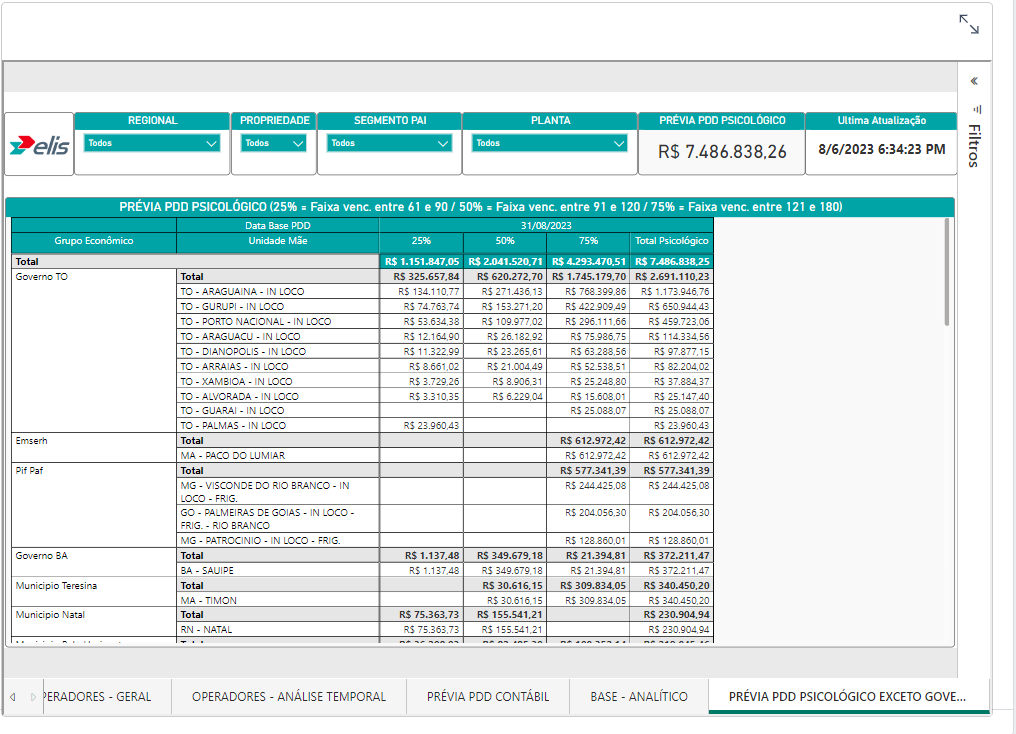 REGIONAL PROPRIEDADE SEGMENTO PAI PLANTA PRÉVIA PDD PSICOLÓGICO Ultima Atualização
elis Todos Todos Todos Todos R$ 7.486.838,26 8/6/2023 6:34:23 PM
Filtros
PRÉVIA PDD PSICOLÓGICO (25% = Faixa venc. entre 61 e 90 / 50% = Faixa venc. entre 91 e 120 / 75% = Faixa venc. entre 121 e 180)
Data Base PDD 31/08/2023
Grupo Econômico Unidade Mãe 25% 50% 75% Total Psicológico
Total R$ 1.151.847,05 R$ 2.041.520,71 R$ 4.293.470,51 R$ 7.486.838,25
Governo TO Total R$ 325.657,84 R$ 620.272,70 R$ 1.745.179,70 R$ 2.691.110,23
TO - ARAGUAINA - IN LOCO R$ 134.110,77 R$ 271.436,13 R$ 768.399,86 R$ 1.173.946,76
TO - GURUPI - IN LOCO R$ 74.763,74 R$ 153.271,20 R$ 422.909,49 R$ 650.944,43
TO - PORTO NACIONAL - IN LOCO R$ 53.634,38 R$ 109.977,02 R$ 296.111,66 R$ 459.723,06
TO - ARAGUACU - IN LOCO R$ 12.164,90 R$ 26.182,92 R$ 75.986,75 R$ 114.334,56
TO - DIANOPOLIS - IN LOCO R$ 11.322,99 R$ 23.265,61 R$ 63.288,56 R$ 97.877,15
TO - ARRAIAS - IN LOCO R$ 8.661,02 R$ 21.004,49 R$ 52.538,51 R$ 82.204,02
TO - XAMBIOA - IN LOCO R$ 3.729,26 R$ 8.906,31 R$ 25.248,80 R$ 37.884,37
TO - ALVORADA - IN LOCO R$ 3.310,35 R$ 6.229,04 R$ 15.608,01 R$ 25.147,40
TO - GUARAI - IN LOCO R$ 25.088,07 R$ 25.088,07
TO - PALMAS - IN LOCO R$ 23.960,43 R$ 23.960,43
Emserh Total R$ 612.972,42 R$ 612.972,42
MA - PACO DO LUMIAR R$ 612.972,42 R$ 612.972,42
Pif Paf Total R$ 577.341,39 R$ 577.341,39
MG - VISCONDE DO RIO BRANCO - IN R$ 244.425,08 R$ 244.425,08
LOCO - FRIG.
GO - PALMEIRAS DE GOIAS - IN LOCO - R$ 204.056,30 R$ 204.056,30
FRIG. - RIO BRANCO
MG - PATROCINIO - IN LOCO - FRIG. R$ 128.860,01 R$ 128.860,01
Governo BA Total R$ 1.137,48 R$ 349.679,18 R$ 21.394,81 R$ 372.211,47
BA - SAUIPE R$ 1.137,48 R$ 349.679,18 R$ 21.394,81 R$ 372.211,47
Municipio Teresina Total R$ 30.616,15 R$ 309.834,05 R$ 340.450,20
MA - TIMON R$ 30.616,15 R$ 309.834,05 R$ 340.450,20
Municipio Natal Total R$ 75.363,73 R$ 155.541,21 R$ 230.904,94
RN - NATAL R$ 75.363,73 R$ 155.541,21 R$ 230.904,94
PERADORES - GERAL OPERADORES - ANÁLISE TEMPORAL PRÉVIA PDD CONTÁBIL BASE - ANALÍTICO PRÉVIA PDD PSICOLÓGICO EXCETO GOVE...